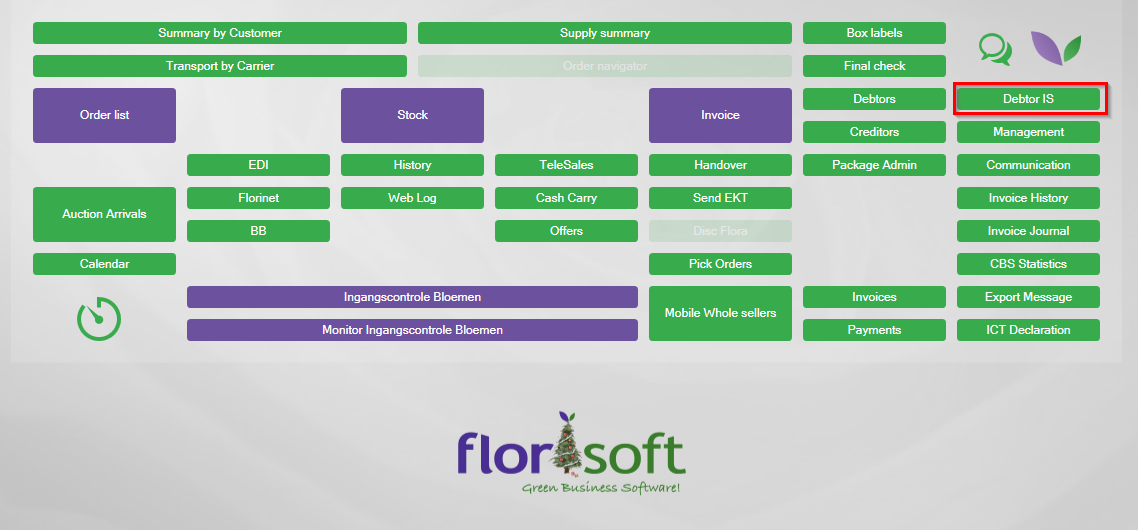 Summary by Customer
Supply summary
Box labels
Transport by Carrier
Order navigator
Final check
Order list
Stock
Invoice
Debtors
Debtor IS
Creditors
Management
EDI
History
TeleSales
Handover
Package Admin
Communication
Auction Arrivals
Florinet
Web Log
Cash Carry
Send EKT
Invoice History
BB
Offers
Disc Flora
Invoice Journal
Calendar
Pick Orders
CBS Statistics
Ingangscontrole Bloemen
Mobile Whole sellers
Invoices
Export Message
Monitor Ingangscontrole Bloemen
Payments
ICT Declaration
florisoft
Green Business Software!